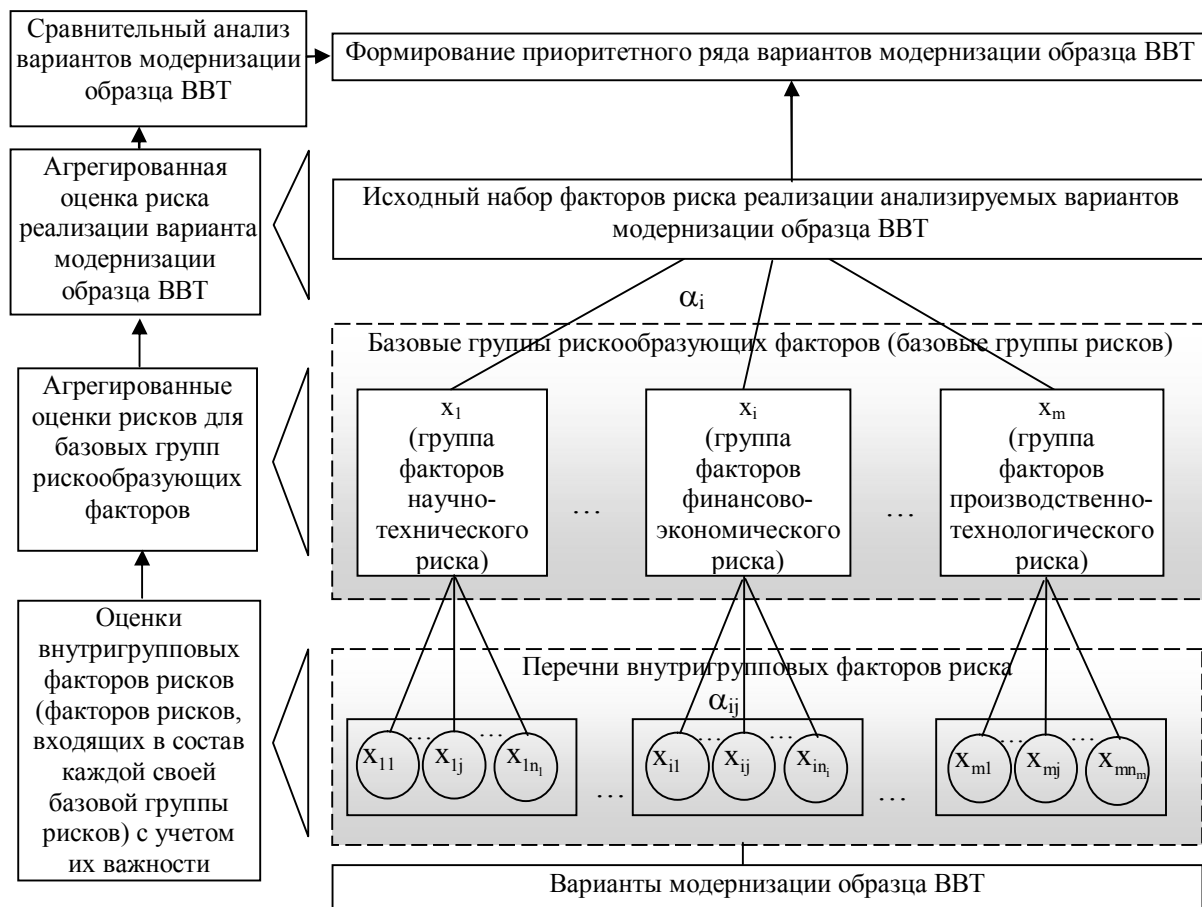 Сравнительный анализ
вариантов модернизации
образца ВВТ
Формирование приоритетного ряда вариантов модернизации образца ВВТ
Агрегированная
оценка риска
реализации варианта
модернизации
образца ВВТ
Исходный набор факторов риска реализации анализируемых вариантов
модернизации образца ВВТ
αi
Базовые группы рискообразующих факторов (базовые группы рисков)
Агрегированные
оценки рисков для
базовых групп
рискообразующих
факторов
x1
(группа
факторов
научно-
технического
риска)
...
xi
(группа
факторов
финансово-
экономического
риска)
...
xm
(группа
факторов
производственно-
технологического
риска)
Оценки
внутригрупповых
факторов рисков
(факторов рисков,
входящих в состав
каждой своей
базовой группы
рисков) с учетом
их важности
Перечни внутригрупповых факторов риска
αij
x11 ... x1j ... x1n1
...
xi1 ... xij ... xini
...
xm1 ... xmj ... xmnm
Варианты модернизации образца ВВТ